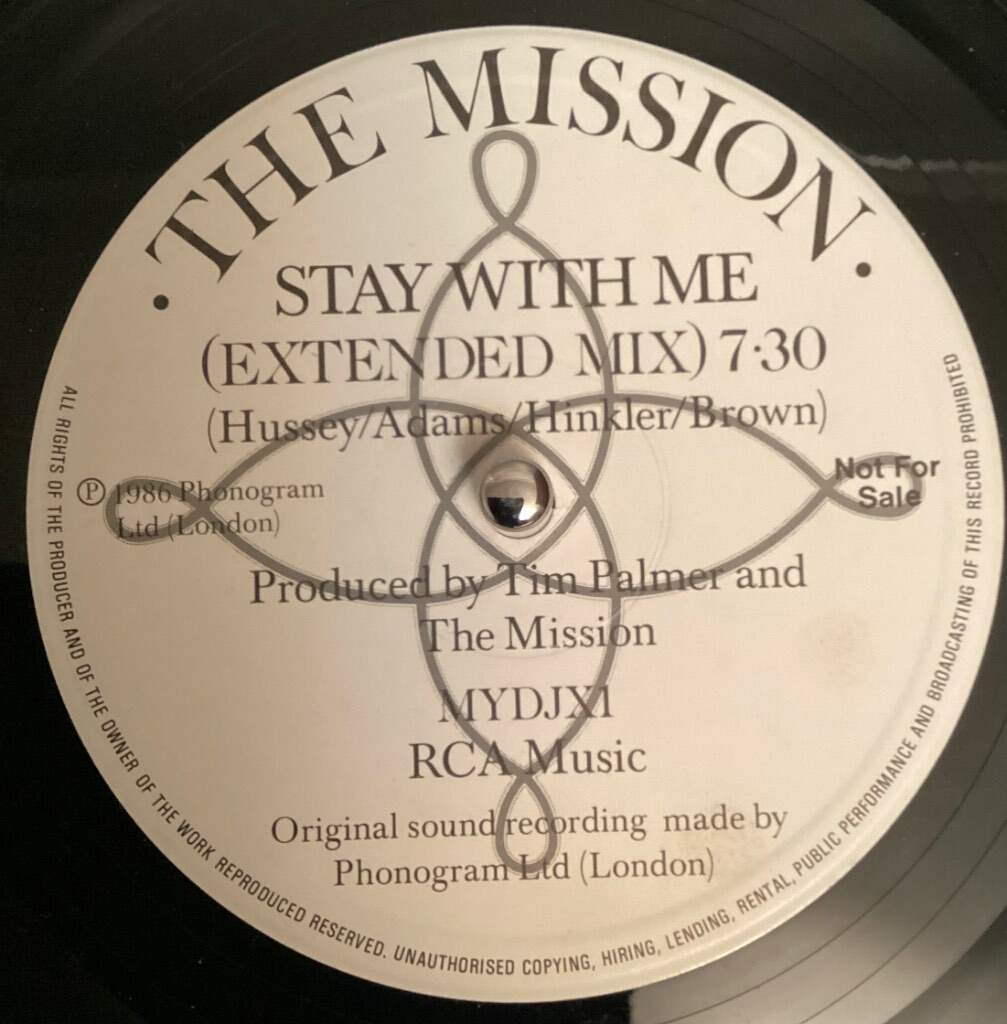 · THE MISSION ·
STAY WITH ME
(EXTENDED MIX) 7·30
(Hussey/Adams/Hinkler/Brown)
℗ 1986 Phonogram
Ltd (London)
Not For
Sale
Produced by Tim Palmer and
The Mission
MYDJX1
RCA Music
Original sound recording made by
Phonogram Ltd (London)
ALL RIGHTS OF THE PRODUCER AND OF THE OWNER OF THE WORK REPRODUCED RESERVED. UNAUTHORISED COPYING, HIRING, LENDING, RENTAL, PUBLIC PERFORMANCE AND BROADCASTING OF THIS RECORD PROHIBITED